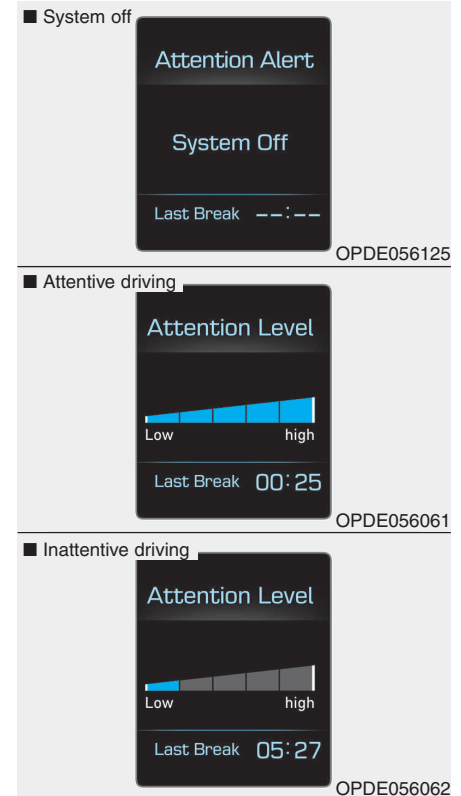 ■ System off
Attention Alert
System Off
Last Break --:--
OPDE056125
■ Attentive driving
Attention Level
Low high
Last Break 00:25
OPDE056061
■ Inattentive driving
Attention Level
Low high
Last Break 05:27
OPDE056062